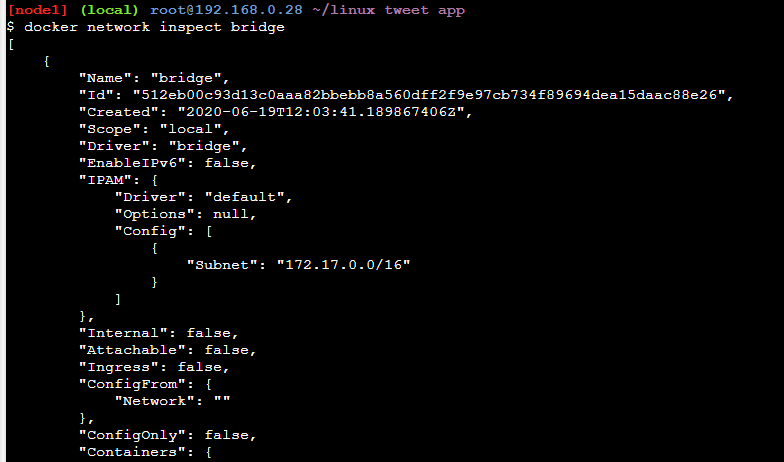 [node1] (local) root@192.168.0.28 ~/linux tweet app
$ docker network inspect bridge
[
    {
        "Name": "bridge",
        "Id": "512eb00c93d13c0aaa82bbebb8a560dff2f9e97cb734f89694dea15daac88e26",
        "Created": "2020-06-19T12:03:41.189867406Z",
        "Scope": "local",
        "Driver": "bridge",
        "EnableIPv6": false,
        "IPAM": {
            "Driver": "default",
            "Options": null,
            "Config": [
                {
                    "Subnet": "172.17.0.0/16"
                }
            ]
        },
        "Internal": false,
        "Attachable": false,
        "Ingress": false,
        "ConfigFrom": {
            "Network": ""
        },
        "ConfigOnly": false,
        "Containers": {